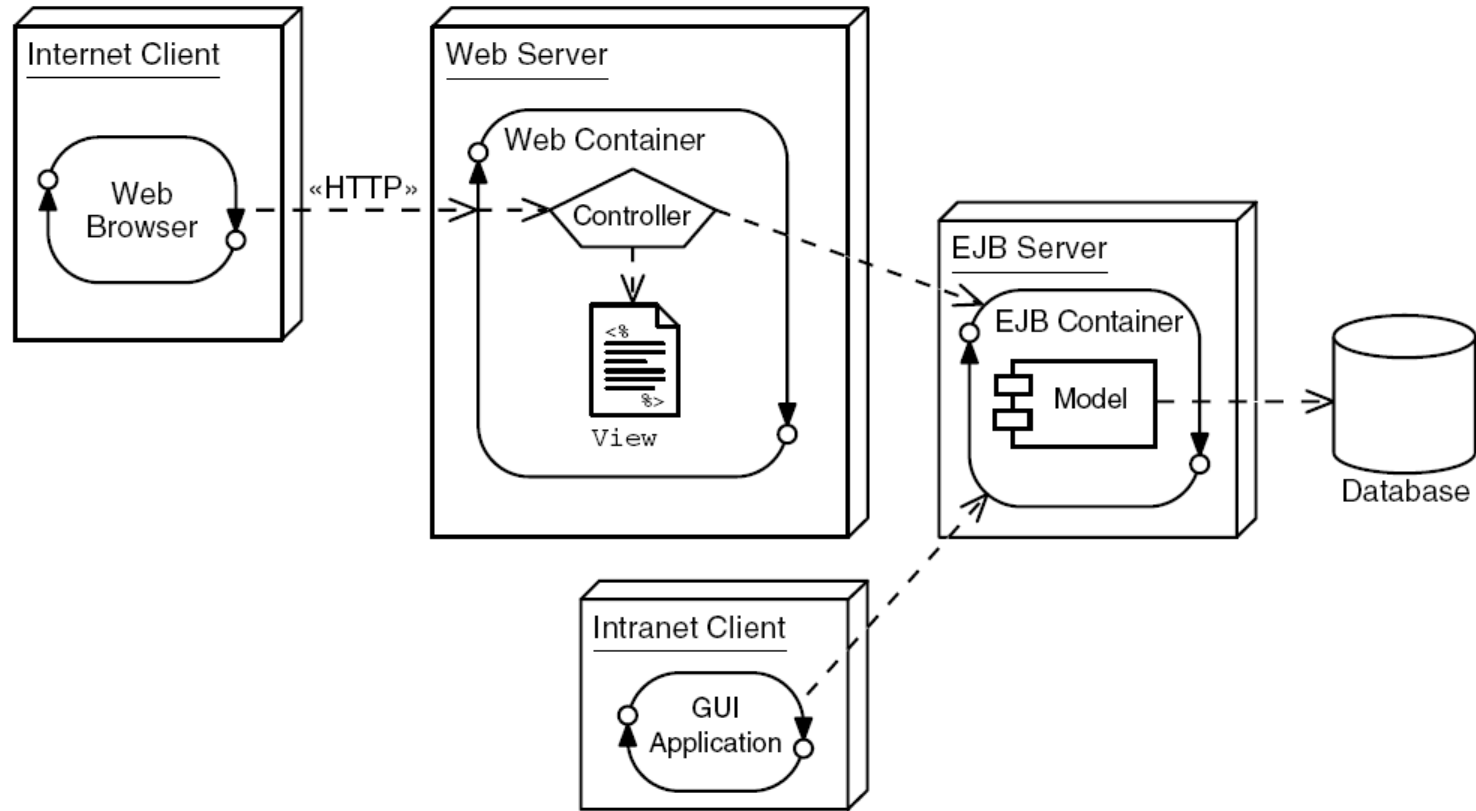 Internet Client
Web
Browser
«HTTP»
Web Server
Web Container
Controller
<%
%>
View
EJB Server
EJB Container
Model
Database
Intranet Client
GUI
Application